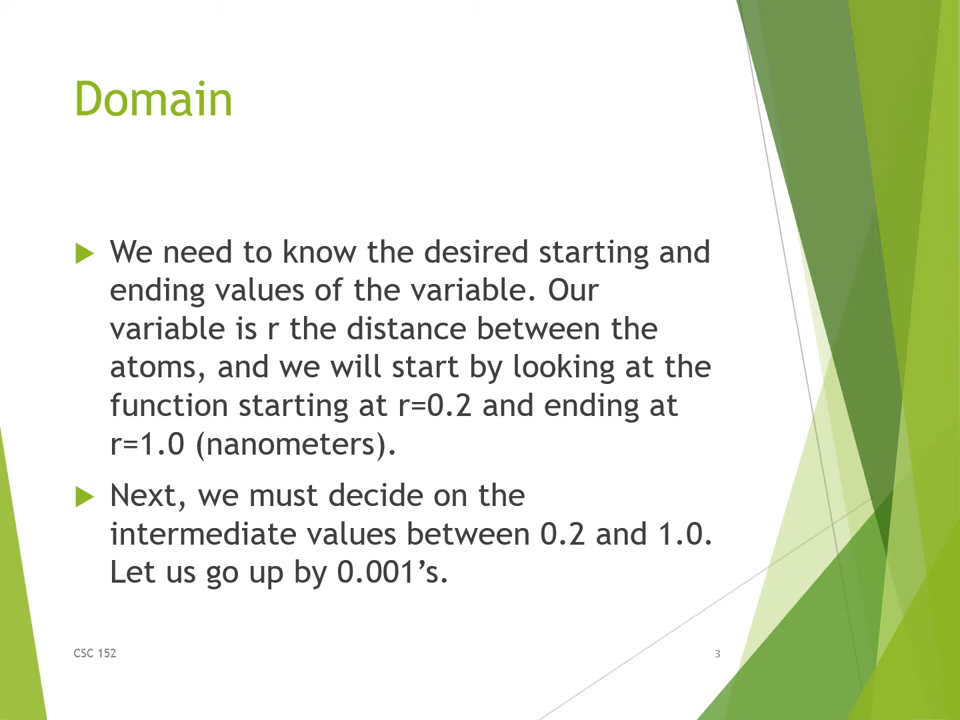 Domain
We need to know the desired starting and
ending values of the variable. Our
variable is r the distance between the
atoms, and we will start by looking at the
function starting at r=0.2 and ending at
r=1.0 (nanometers).
Next, we must decide on the
intermediate values between 0.2 and 1.0.
Let us go up by 0.001’s.
CSC 152
3